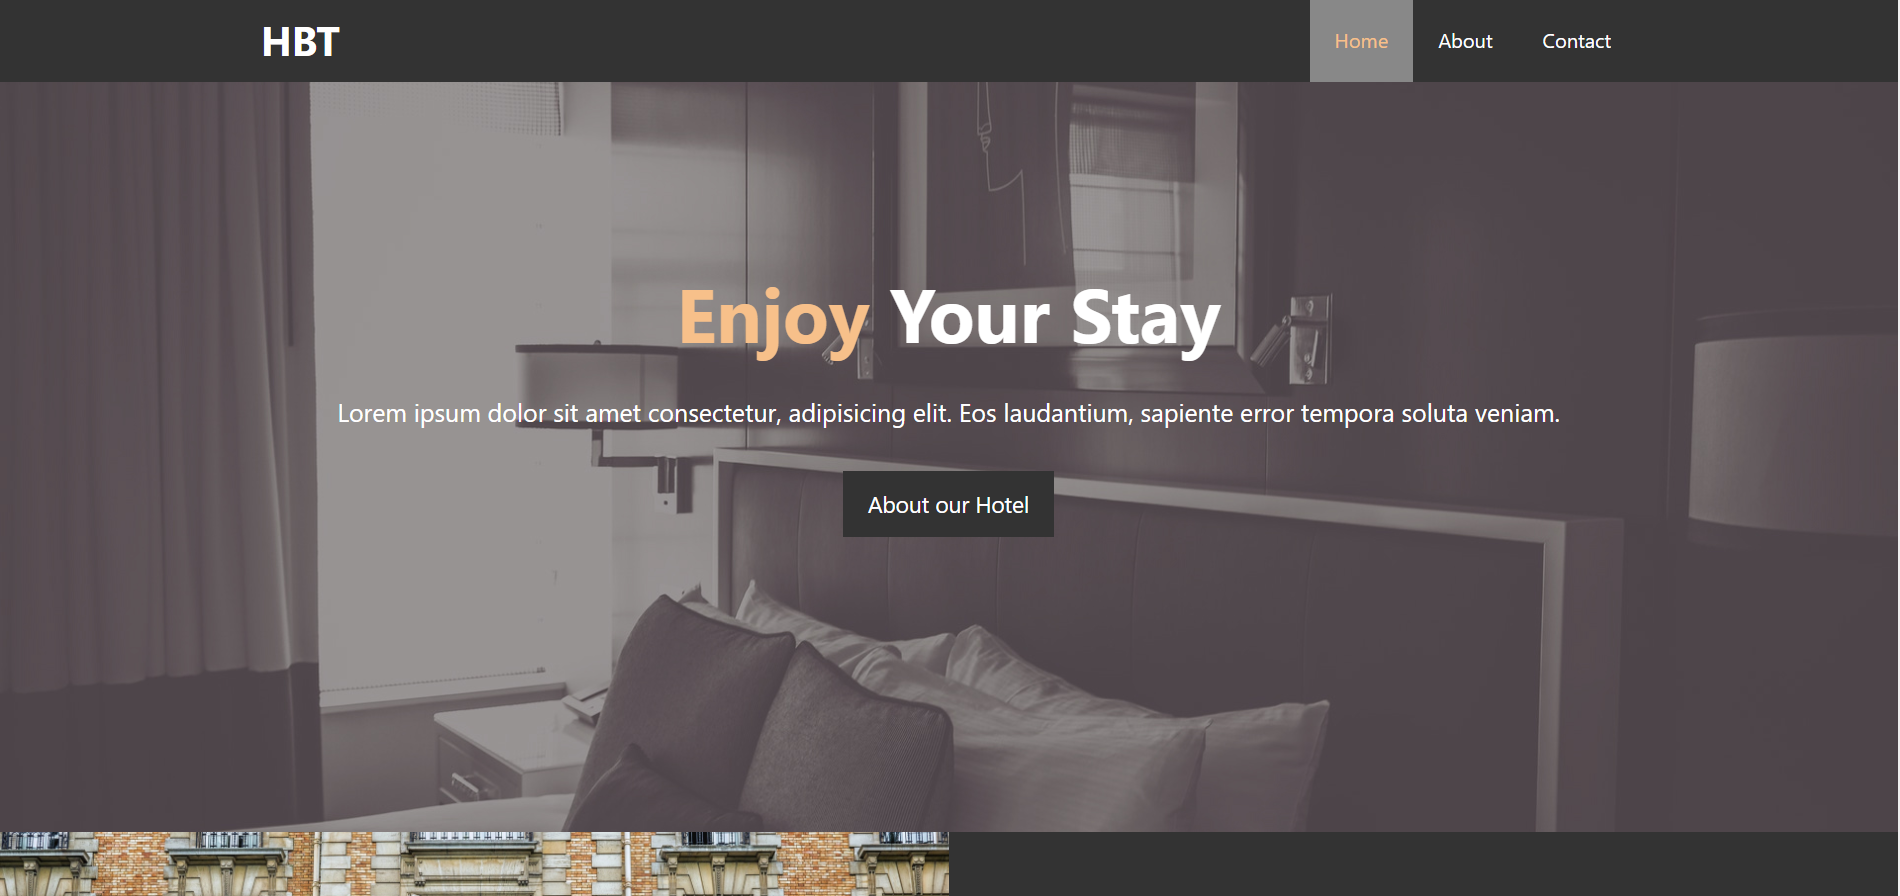 HBT
Home
About
Contact
Enjoy Your Stay
Lorem ipsum dolor sit amet consectetur, adipisicing elit. Eos laudantium, sapiente error tempora soluta veniam.
About our Hotel